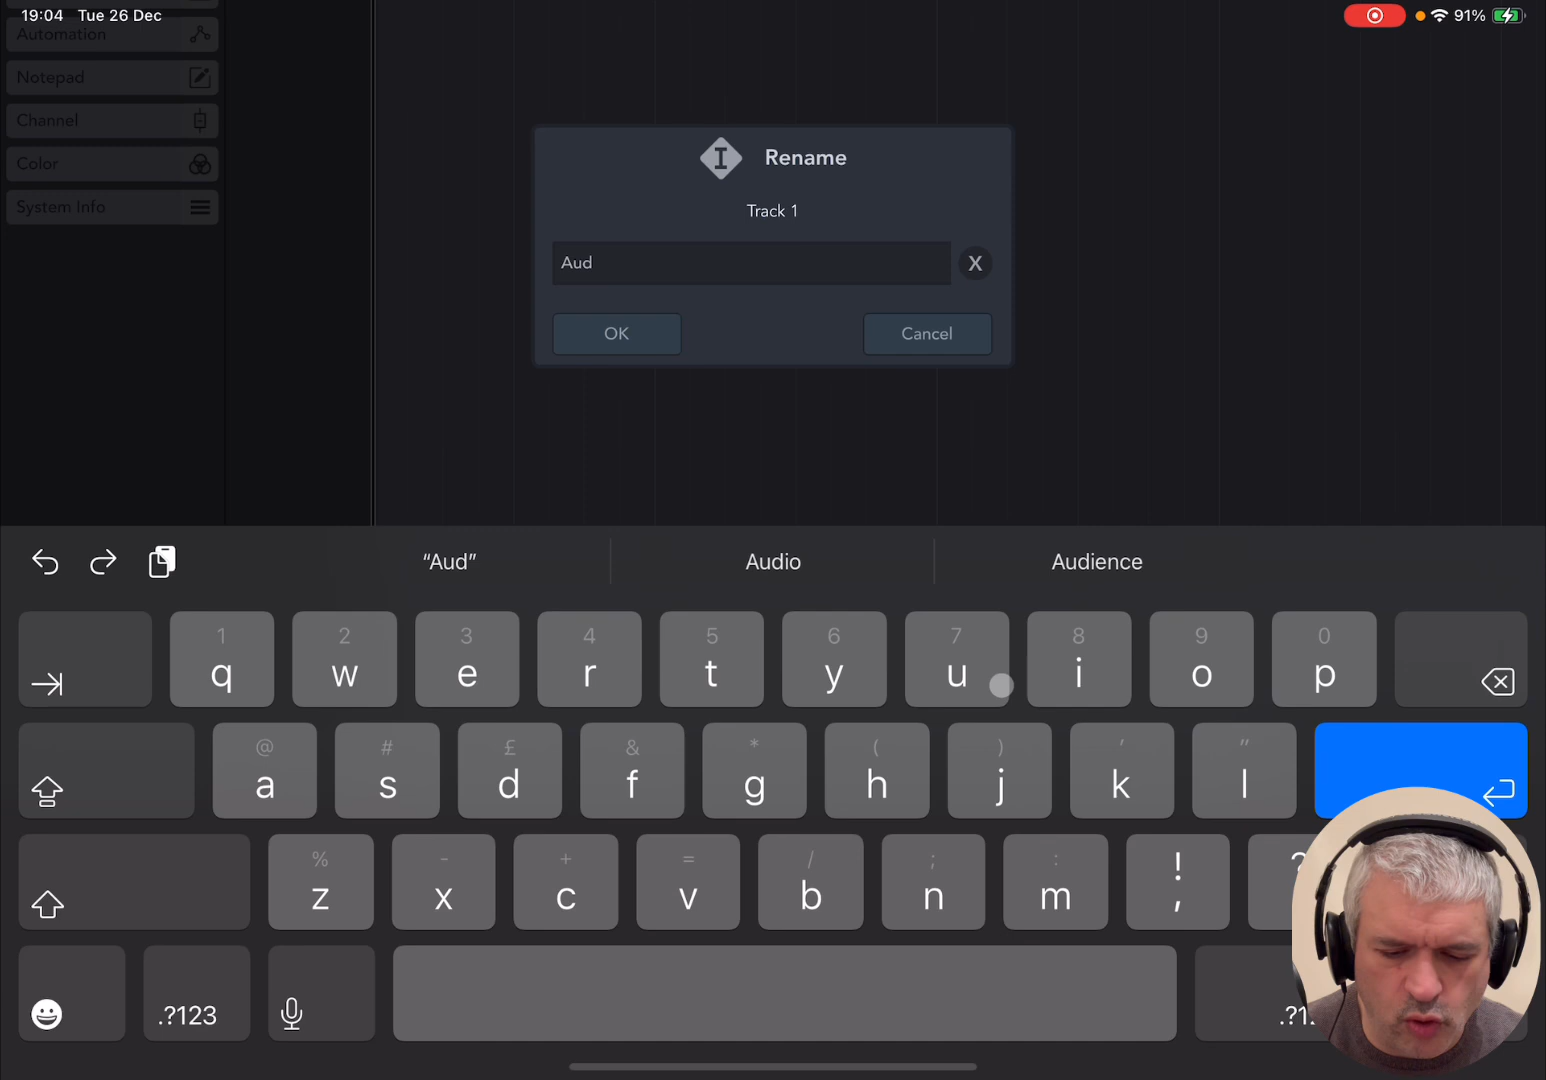 19:04 Tue 26 Dec
91%
Automation
Notepad
Channel
Color
System Info
I Rename
Track 1
Aud
X
OK Cancel
“Aud” Audio Audience
1 2 3 4 5 6 7 8 9 0
q w e r t y u i o p
@ # £ & * ( ) ' "
a s d f g h j k l
% - + = / ; : ! ?
z x c v b n m ,
.?123 .?12